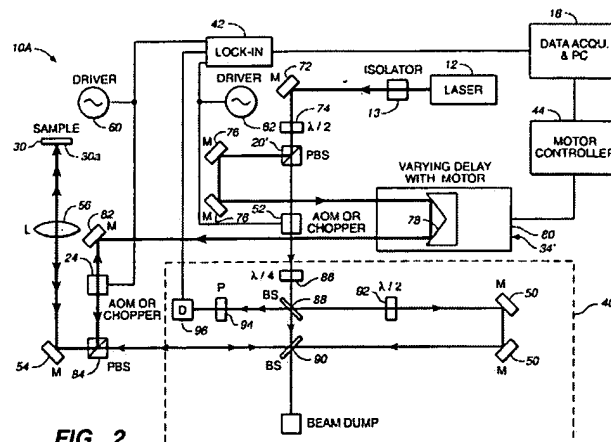 10A
42
LOCK-IN
18
DATA ACQU.
& PC
DRIVER
60
DRIVER
62
M
72
ISOLATOR
13
12
LASER
74
λ/2
SAMPLE
30
30a
M
76
20'
PBS
44
MOTOR
CONTROLLER
VARYING DELAY
WITH MOTOR
78
80
34'
M
76
52
AOM OR
CHOPPER
L
56
82
M
24
AOM OR
CHOPPER
λ/4
86
BS
88
P
94
D
96
λ/2
92
M
50
50
M
54
M
84
PBS
BS
90
BEAM DUMP
FIG. 2